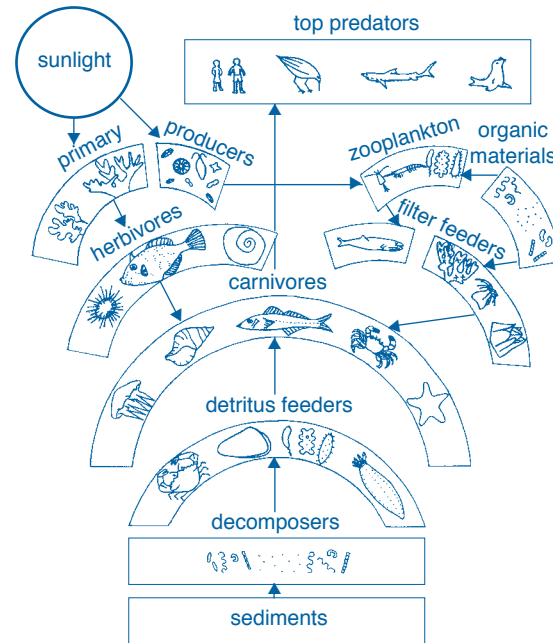 top predators
sunlight
primary
producers
zooplankton
organic
materials
herbivores
filter feeders
carnivores
detritus feeders
decomposers
sediments